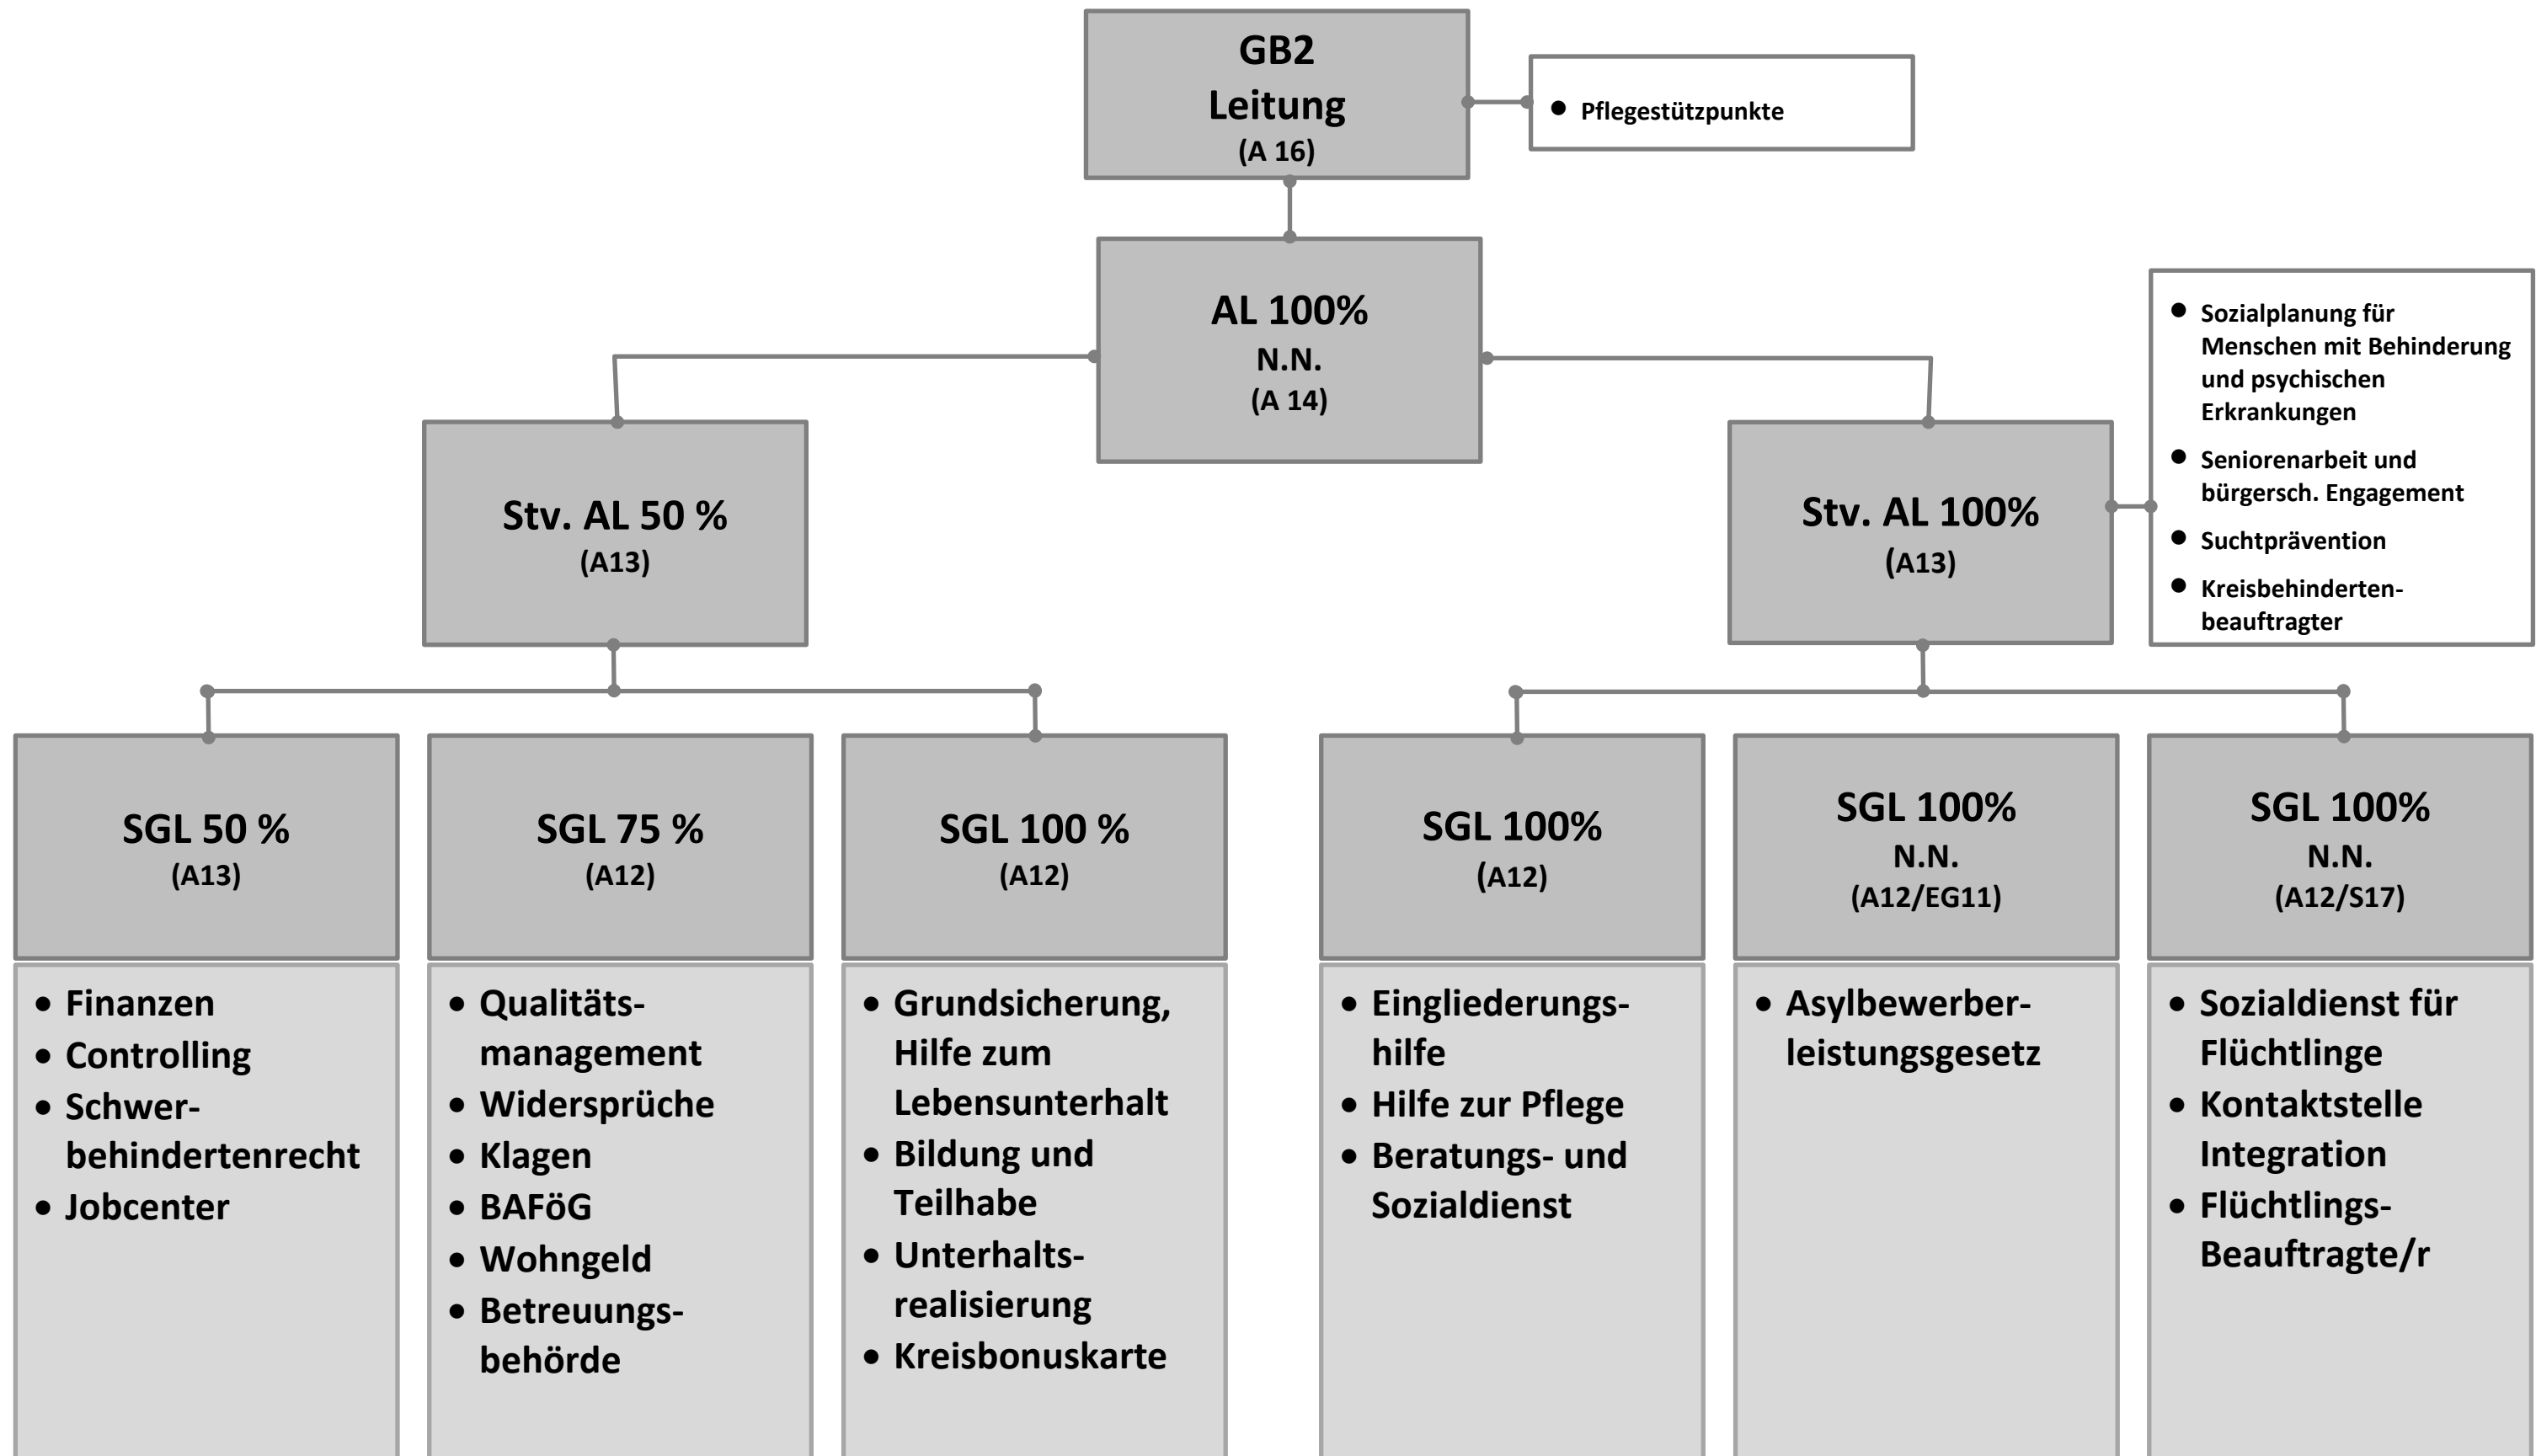 GB2
Leitung
(A 16)
● Pflegestützpunkte
AL 100%
N.N.
(A 14)
● Sozialplanung für
Menschen mit Behinderung
und psychischen
Erkrankungen
● Seniorenarbeit und
bürgersch. Engagement
● Suchtprävention
● Kreisbehinderten-
beauftragter
Stv. AL 50 %
(A13)
Stv. AL 100%
(A13)
SGL 50 %
(A13)
• Finanzen
• Controlling
• Schwer-
behindertenrecht
• Jobcenter
SGL 75 %
(A12)
• Qualitäts-
management
• Widersprüche
• Klagen
• BAFöG
• Wohngeld
• Betreuungs-
behörde
SGL 100 %
(A12)
• Grundsicherung,
Hilfe zum
Lebensunterhalt
• Bildung und
Teilhabe
• Unterhalts-
realisierung
• Kreisbonuskarte
SGL 100%
(A12)
• Eingliederungs-
hilfe
• Hilfe zur Pflege
• Beratungs- und
Sozialdienst
SGL 100%
N.N.
(A12/EG11)
• Asylbewerber-
leistungsgesetz
SGL 100%
N.N.
(A12/S17)
• Sozialdienst für
Flüchtlinge
• Kontaktstelle
Integration
• Flüchtlings-
Beauftragte/r